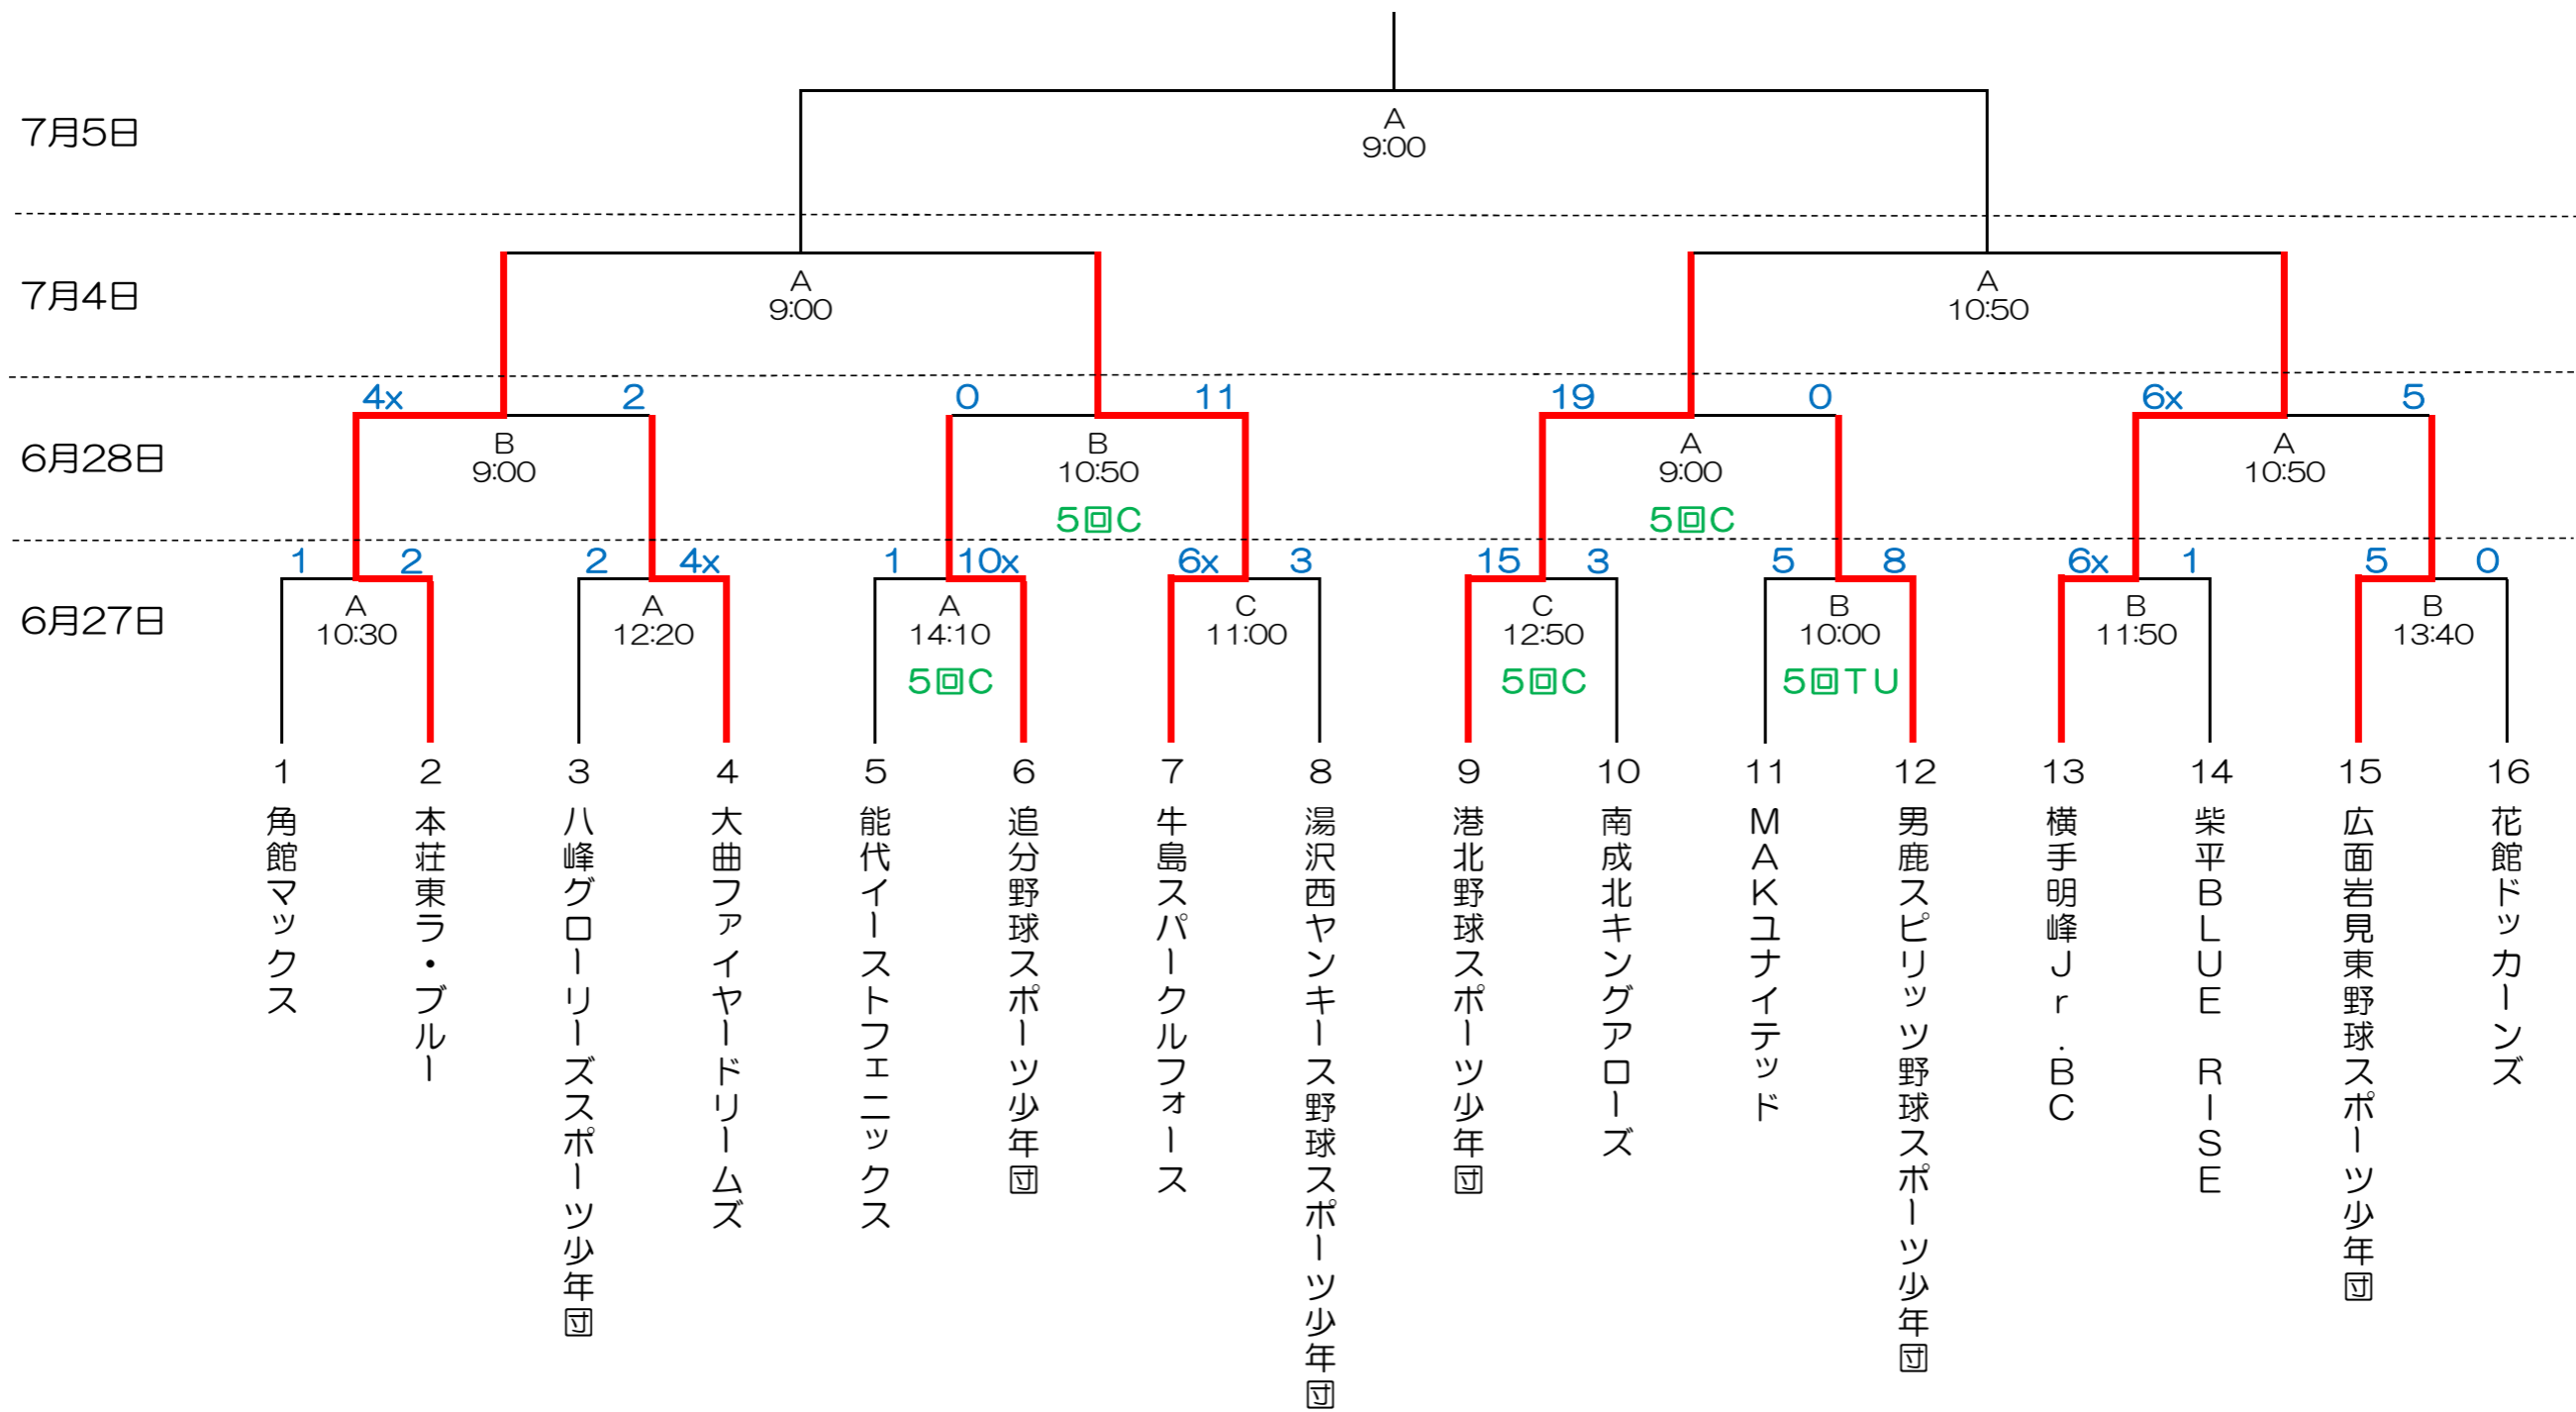 7月5日
A
9:00
7月4日
A
9:00
A
10:50
4x 2 0 11 19 0 6x 5
6月28日
B
9:00
B
10:50
5回C
A
9:00
5回C
A
10:50
1 2 2 4x 1 10x 6x 3 15 3 5 8 6x 1 5 0
6月27日
A
10:30
A
12:20
A
14:10
5回C
C
11:00
C
12:50
5回C
B
10:00
5回TU
B
11:50
B
13:40
1 角館マックス
2 本荘東ラ・ブルー
3 八峰グローリーズスポーツ少年団
4 大曲ファイヤードリームズ
5 能代イーストフェニックス
6 追分野球スポーツ少年団
7 牛島スパークルフォース
8 湯沢西ヤンキース野球スポーツ少年団
9 港北野球スポーツ少年団
10 南成北キングアローズ
11 MAKユナイテッド
12 男鹿スピリッツ野球スポーツ少年団
13 横手明峰Jr.BC
14 柴平BLUE RISE
15 広面岩見東野球スポーツ少年団
16 花館ドッカーンズ